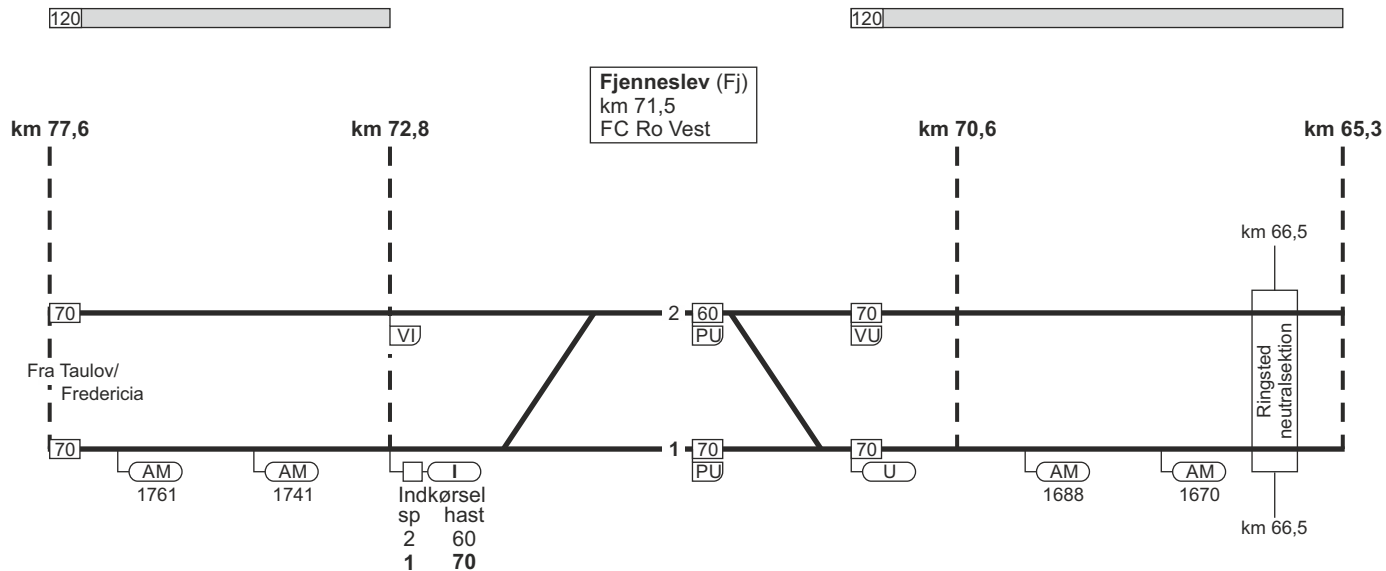 120
120
Fjenneslev (Fj)
km 71,5
FC Ro Vest
km 77,6
km 72,8
km 70,6
km 65,3
km 66,5
70
2
60
70
VI
PU
VU
Fra Taulov/
Fredericia
Ringsted
neutralsektion
70
1
70
70
AM
AM
I
PU
U
AM
AM
1761
1741
1688
1670
Indkørsel
sp hast
2 60
1 70
km 66,5